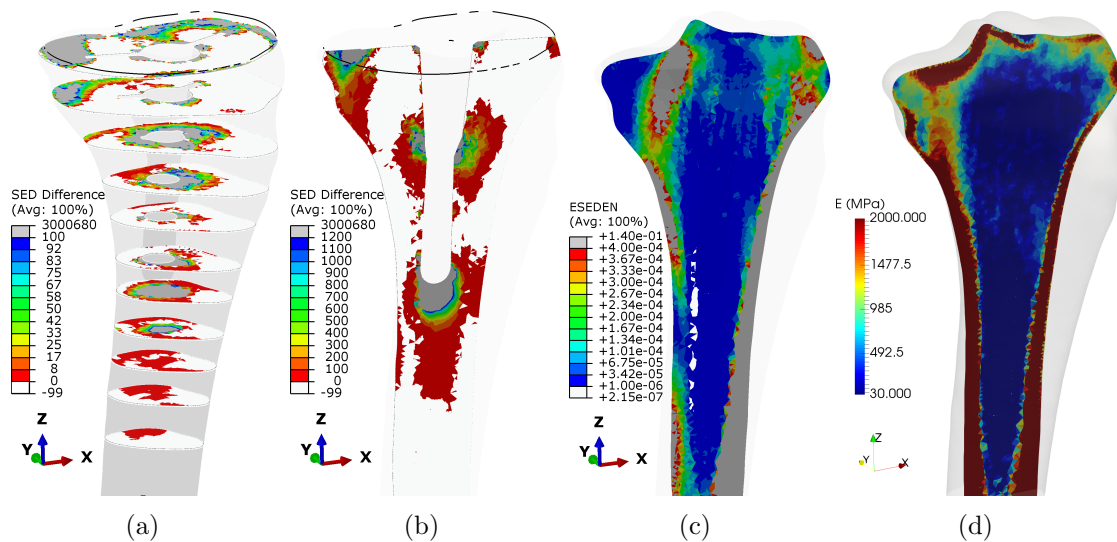 SED Difference
(Avg: 100%)
3000680
100
92
83
75
67
58
50
42
33
25
17
8
0
-99
Z
Y
X
(a)
SED Difference
(Avg: 100%)
3000680
1200
1100
1000
900
800
700
600
500
400
300
200
100
0
-99
Z
Y
X
(b)
ESEDEN
(Avg: 100%)
+1.40e-01
+4.00e-04
+3.67e-04
+3.33e-04
+3.00e-04
+2.67e-04
+2.34e-04
+2.00e-04
+1.67e-04
+1.34e-04
+1.01e-04
+6.75e-05
+3.42e-05
+1.00e-06
+2.15e-07
Z
Y
X
(c)
E (MPa)
2000.000
1477.5
985
492.5
30.000
Z
Y
X
(d)